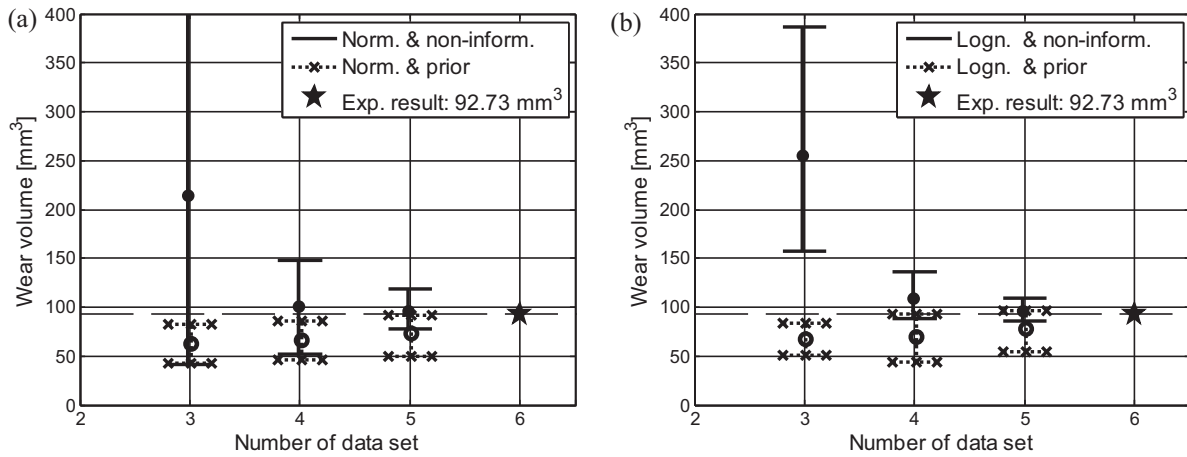 (a)
400
350
300
250
200
150
100
50
0
Wear volume [mm³]
Norm. & non-inform.
Norm. & prior
Exp. result: 92.73 mm³
2 3 4 5 6
Number of data set
(b)
400
350
300
250
200
150
100
50
0
Wear volume [mm³]
Logn. & non-inform.
Logn. & prior
Exp. result: 92.73 mm³
2 3 4 5 6
Number of data set